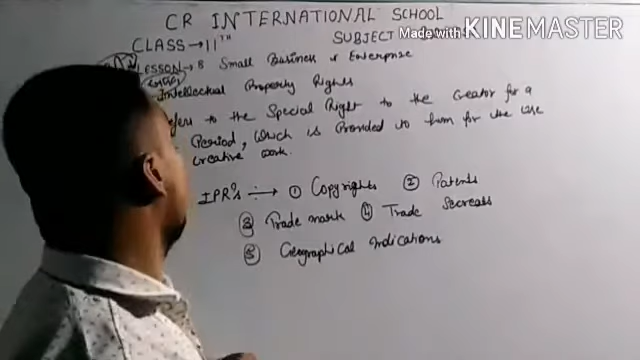 CR INTERNATIONAL SCHOOL
CLASS → 11TH SUBJECT
Made with KINEMASTER
LESSON → 8 Small Business & Enterprise
Intellectual Property Rights
refers to the Special Right to the creator for a
Period, which is Provided to him for the use
creative work.
IPR's ÷→ ① Copyrights ② Patents
③ Trade mark ④ Trade Secreats
⑤ Geographical Indications